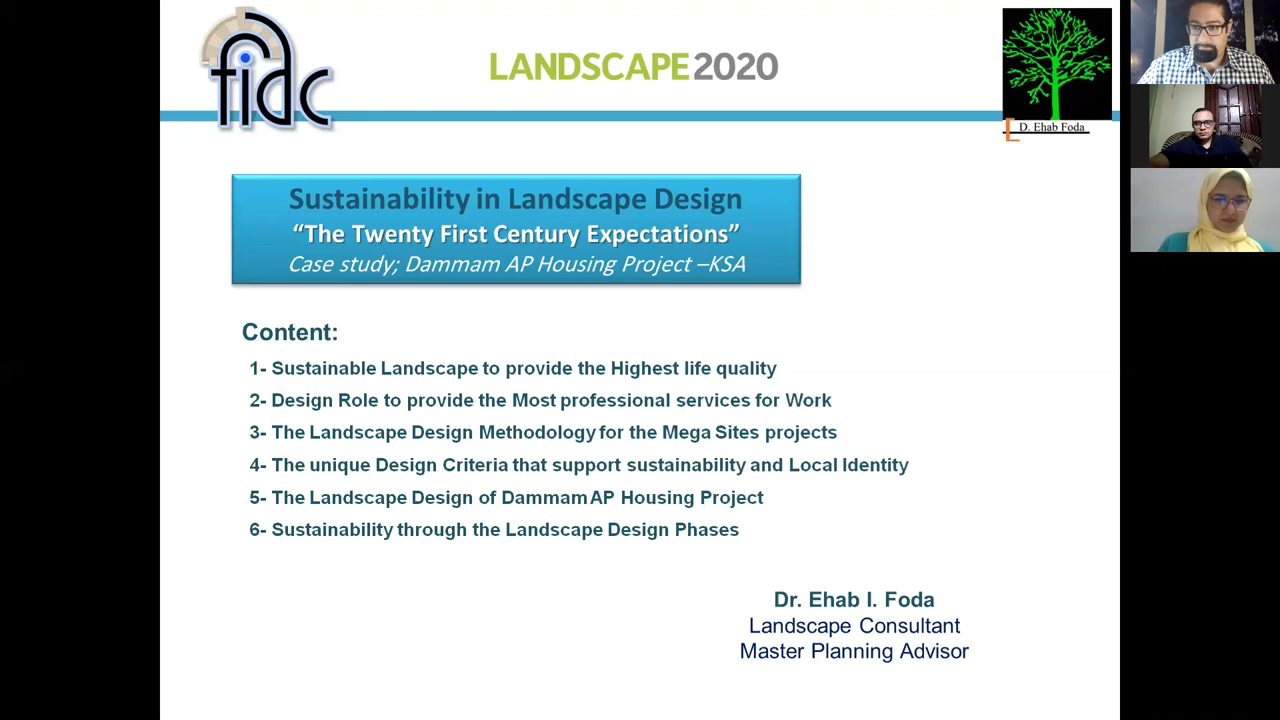 fidc
LANDSCAPE2020
D. Ehab Foda
Sustainability in Landscape Design
“The Twenty First Century Expectations”
Case study; Dammam AP Housing Project –KSA
Content:
1- Sustainable Landscape to provide the Highest life quality
2- Design Role to provide the Most professional services for Work
3- The Landscape Design Methodology for the Mega Sites projects
4- The unique Design Criteria that support sustainability and Local Identity
5- The Landscape Design of Dammam AP Housing Project
6- Sustainability through the Landscape Design Phases
Dr. Ehab I. Foda
Landscape Consultant
Master Planning Advisor